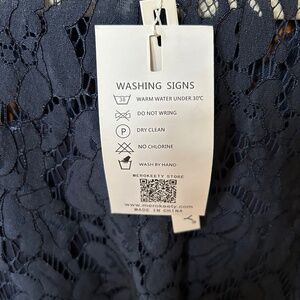 WASHING SIGNS
30 WARM WATER UNDER 30℃
DO NOT WRING
P DRY CLEAN
NO CHLORINE
WASH BY HAND
MEROKEETY STORE
www.merokeety.com
MADE IN CHINA